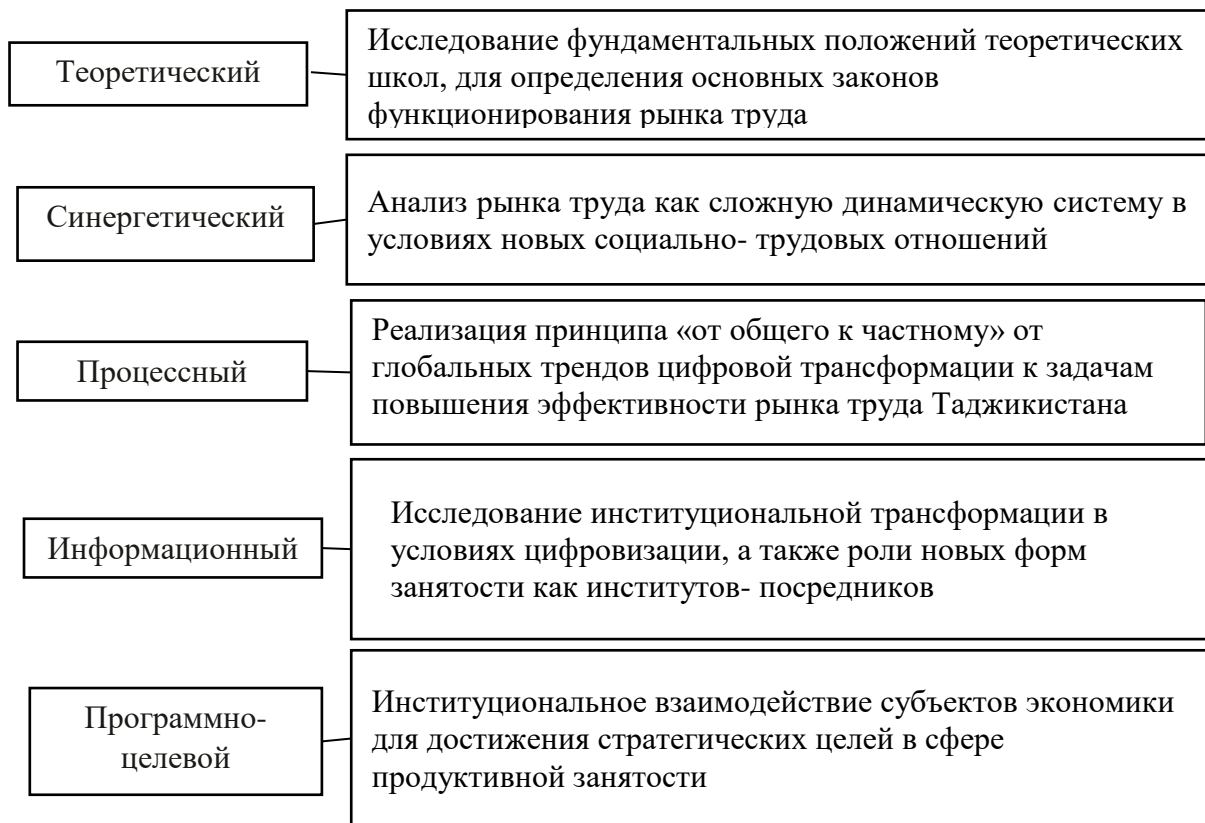 Теоретический
Исследование фундаментальных положений теоретических
школ, для определения основных законов
функционирования рынка труда
Синергетический
Анализ рынка труда как сложную динамическую систему в
условиях новых социально- трудовых отношений
Процессный
Реализация принципа «от общего к частному» от
глобальных трендов цифровой трансформации к задачам
повышения эффективности рынка труда Таджикистана
Информационный
Исследование институциональной трансформации в
условиях цифровизации, а также роли новых форм
занятости как институтов- посредников
Программно-
целевой
Институциональное взаимодействие субъектов экономики
для достижения стратегических целей в сфере
продуктивной занятости